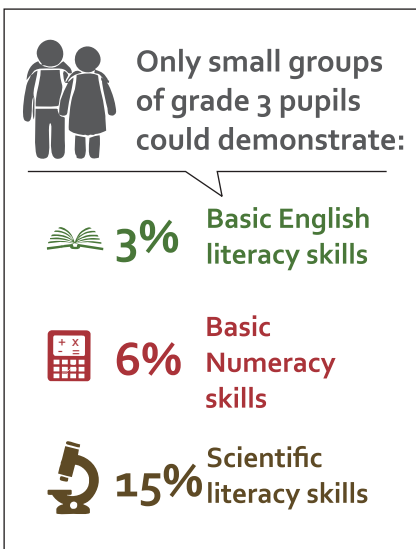 Only small groups
of grade 3 pupils
could demonstrate:
3%
Basic English
literacy skills
+ x
- =
6%
Basic
Numeracy
skills
15%
Scientific
literacy skills